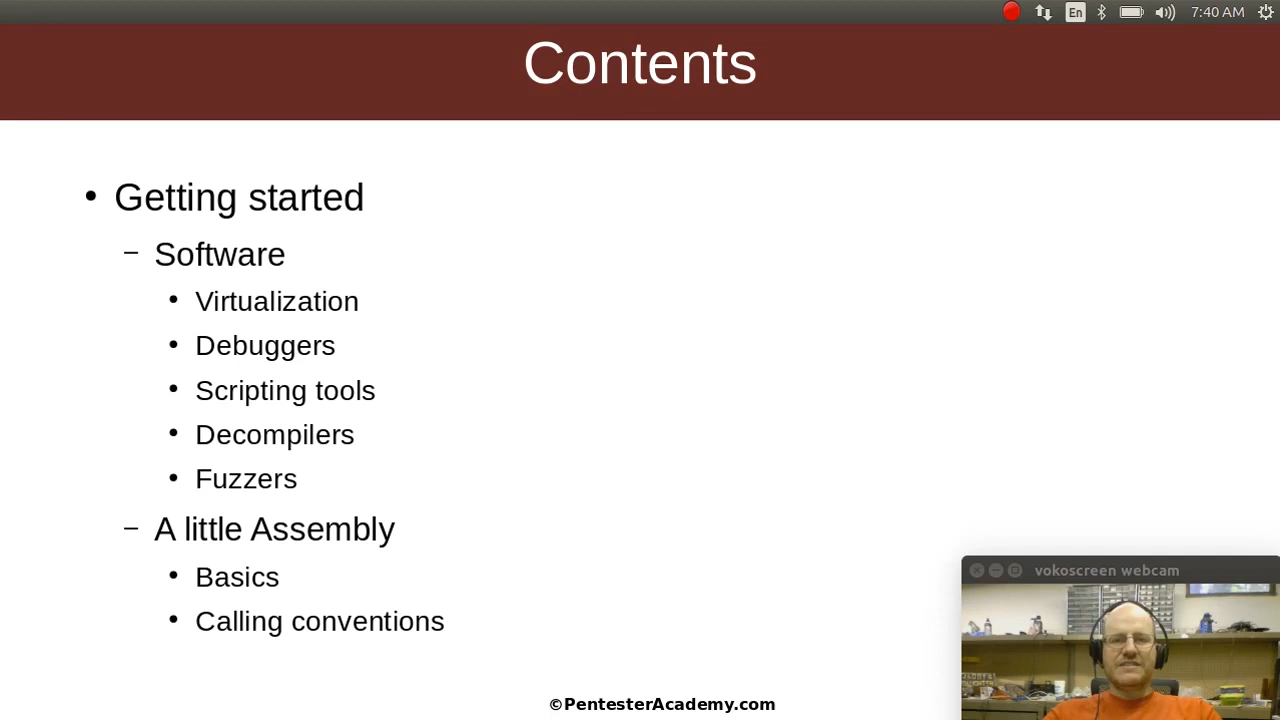 En 7:40 AM
Contents
• Getting started
– Software
• Virtualization
• Debuggers
• Scripting tools
• Decompilers
• Fuzzers
– A little Assembly
• Basics
• Calling conventions
vokoscreen webcam
©PentesterAcademy.com